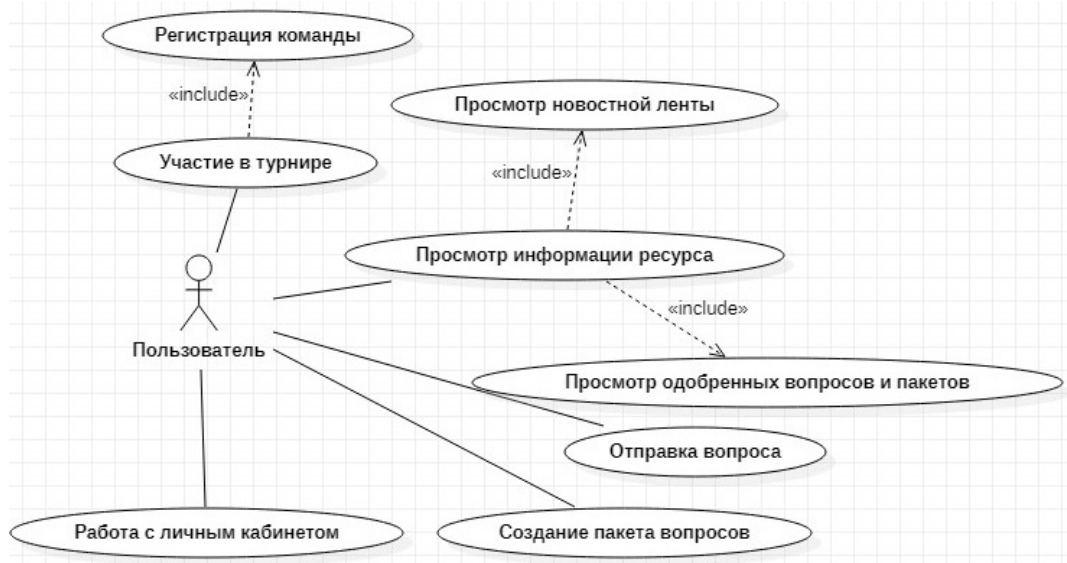 Регистрация команды
«include»
Просмотр новостной ленты
Участие в турнире
«include»
Просмотр информации ресурса
«include»
Пользователь
Просмотр одобренных вопросов и пакетов
Отправка вопроса
Работа с личным кабинетом
Создание пакета вопросов